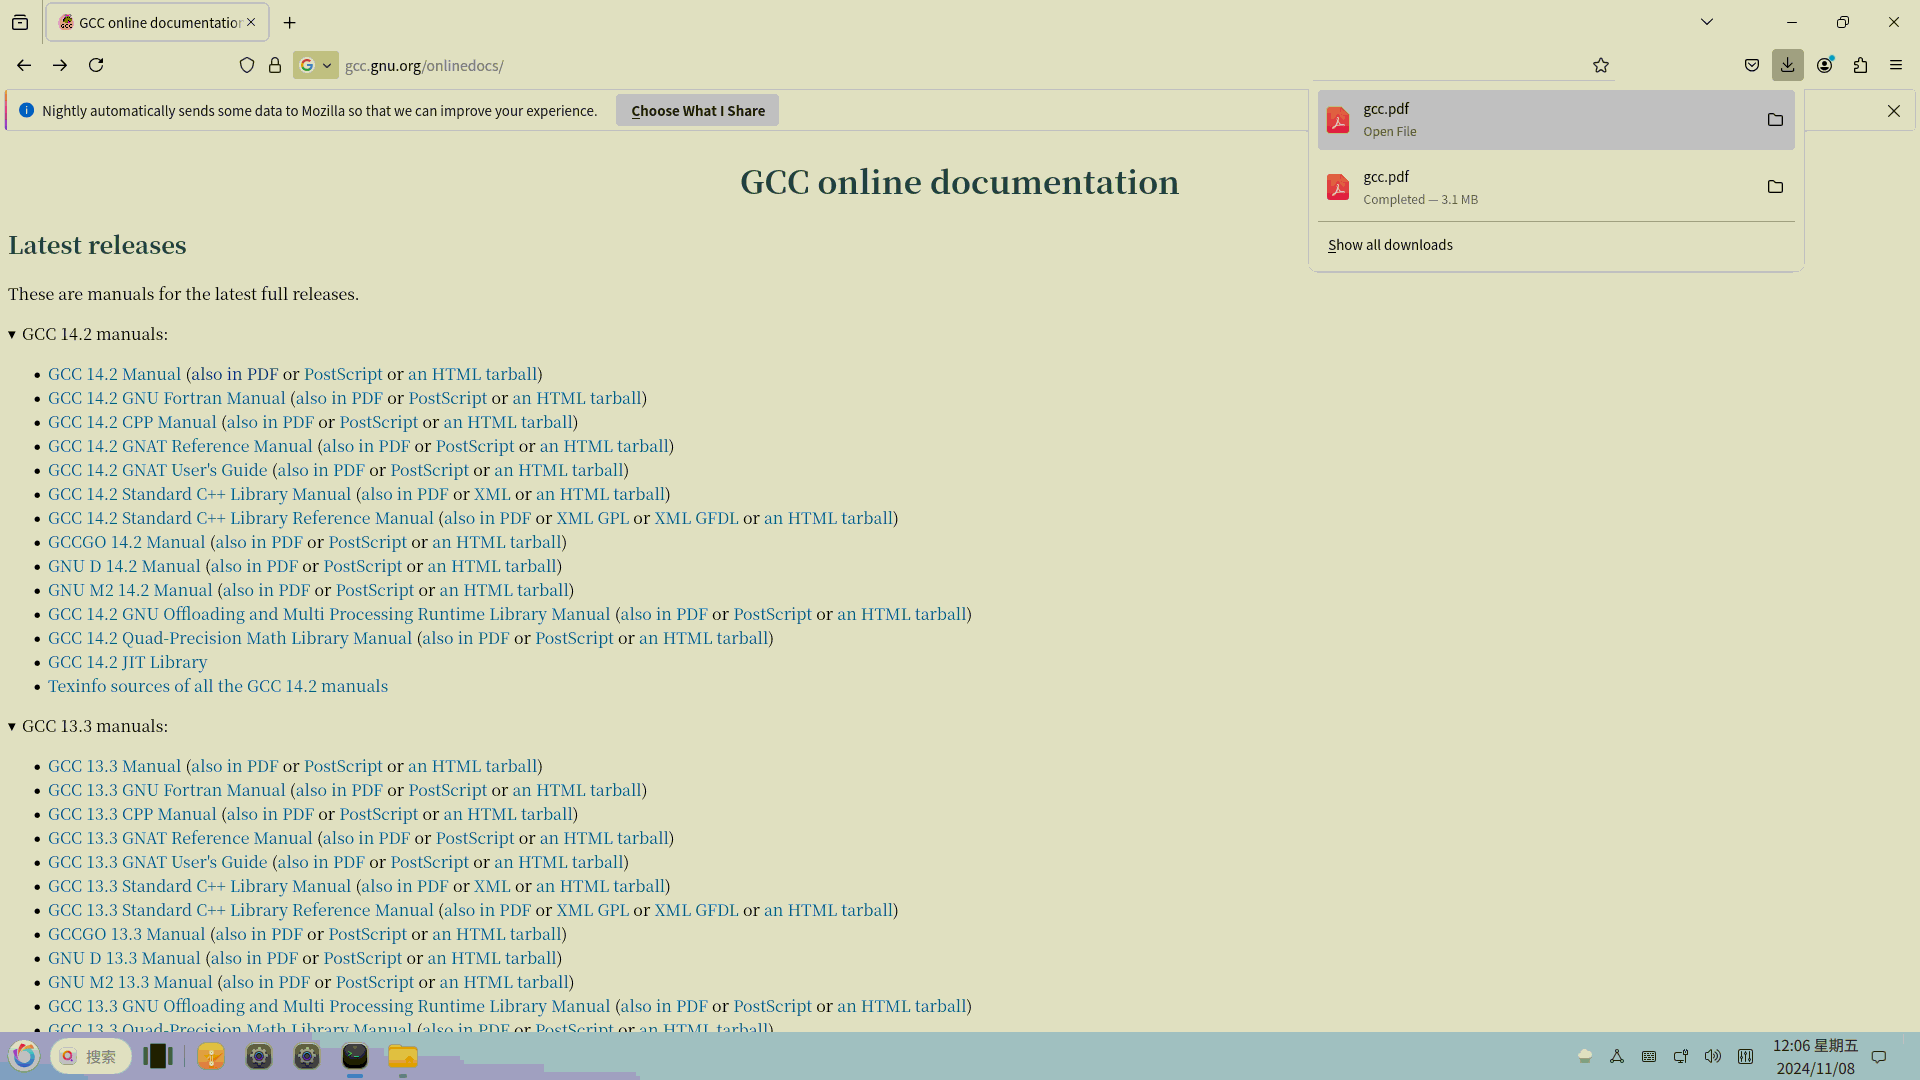 GCC online documentation
gcc.gnu.org/onlinedocs/
Nightly automatically sends some data to Mozilla so that we can improve your experience.
Choose What I Share
gcc.pdf
Open File
gcc.pdf
Completed — 3.1 MB
Show all downloads
GCC online documentation
Latest releases
These are manuals for the latest full releases.
▾ GCC 14.2 manuals:
• GCC 14.2 Manual (also in PDF or PostScript or an HTML tarball)
• GCC 14.2 GNU Fortran Manual (also in PDF or PostScript or an HTML tarball)
• GCC 14.2 CPP Manual (also in PDF or PostScript or an HTML tarball)
• GCC 14.2 GNAT Reference Manual (also in PDF or PostScript or an HTML tarball)
• GCC 14.2 GNAT User's Guide (also in PDF or PostScript or an HTML tarball)
• GCC 14.2 Standard C++ Library Manual (also in PDF or XML or an HTML tarball)
• GCC 14.2 Standard C++ Library Reference Manual (also in PDF or XML GPL or XML GFDL or an HTML tarball)
• GCCGO 14.2 Manual (also in PDF or PostScript or an HTML tarball)
• GNU D 14.2 Manual (also in PDF or PostScript or an HTML tarball)
• GNU M2 14.2 Manual (also in PDF or PostScript or an HTML tarball)
• GCC 14.2 GNU Offloading and Multi Processing Runtime Library Manual (also in PDF or PostScript or an HTML tarball)
• GCC 14.2 Quad-Precision Math Library Manual (also in PDF or PostScript or an HTML tarball)
• GCC 14.2 JIT Library
• Texinfo sources of all the GCC 14.2 manuals
▾ GCC 13.3 manuals:
• GCC 13.3 Manual (also in PDF or PostScript or an HTML tarball)
• GCC 13.3 GNU Fortran Manual (also in PDF or PostScript or an HTML tarball)
• GCC 13.3 CPP Manual (also in PDF or PostScript or an HTML tarball)
• GCC 13.3 GNAT Reference Manual (also in PDF or PostScript or an HTML tarball)
• GCC 13.3 GNAT User's Guide (also in PDF or PostScript or an HTML tarball)
• GCC 13.3 Standard C++ Library Manual (also in PDF or XML or an HTML tarball)
• GCC 13.3 Standard C++ Library Reference Manual (also in PDF or XML GPL or XML GFDL or an HTML tarball)
• GCCGO 13.3 Manual (also in PDF or PostScript or an HTML tarball)
• GNU D 13.3 Manual (also in PDF or PostScript or an HTML tarball)
• GNU M2 13.3 Manual (also in PDF or PostScript or an HTML tarball)
• GCC 13.3 GNU Offloading and Multi Processing Runtime Library Manual (also in PDF or PostScript or an HTML tarball)
• GCC 13.3 Quad-Precision Math Library Manual (also in PDF or PostScript or an HTML tarball)
搜索
12:06 星期五
2024/11/08